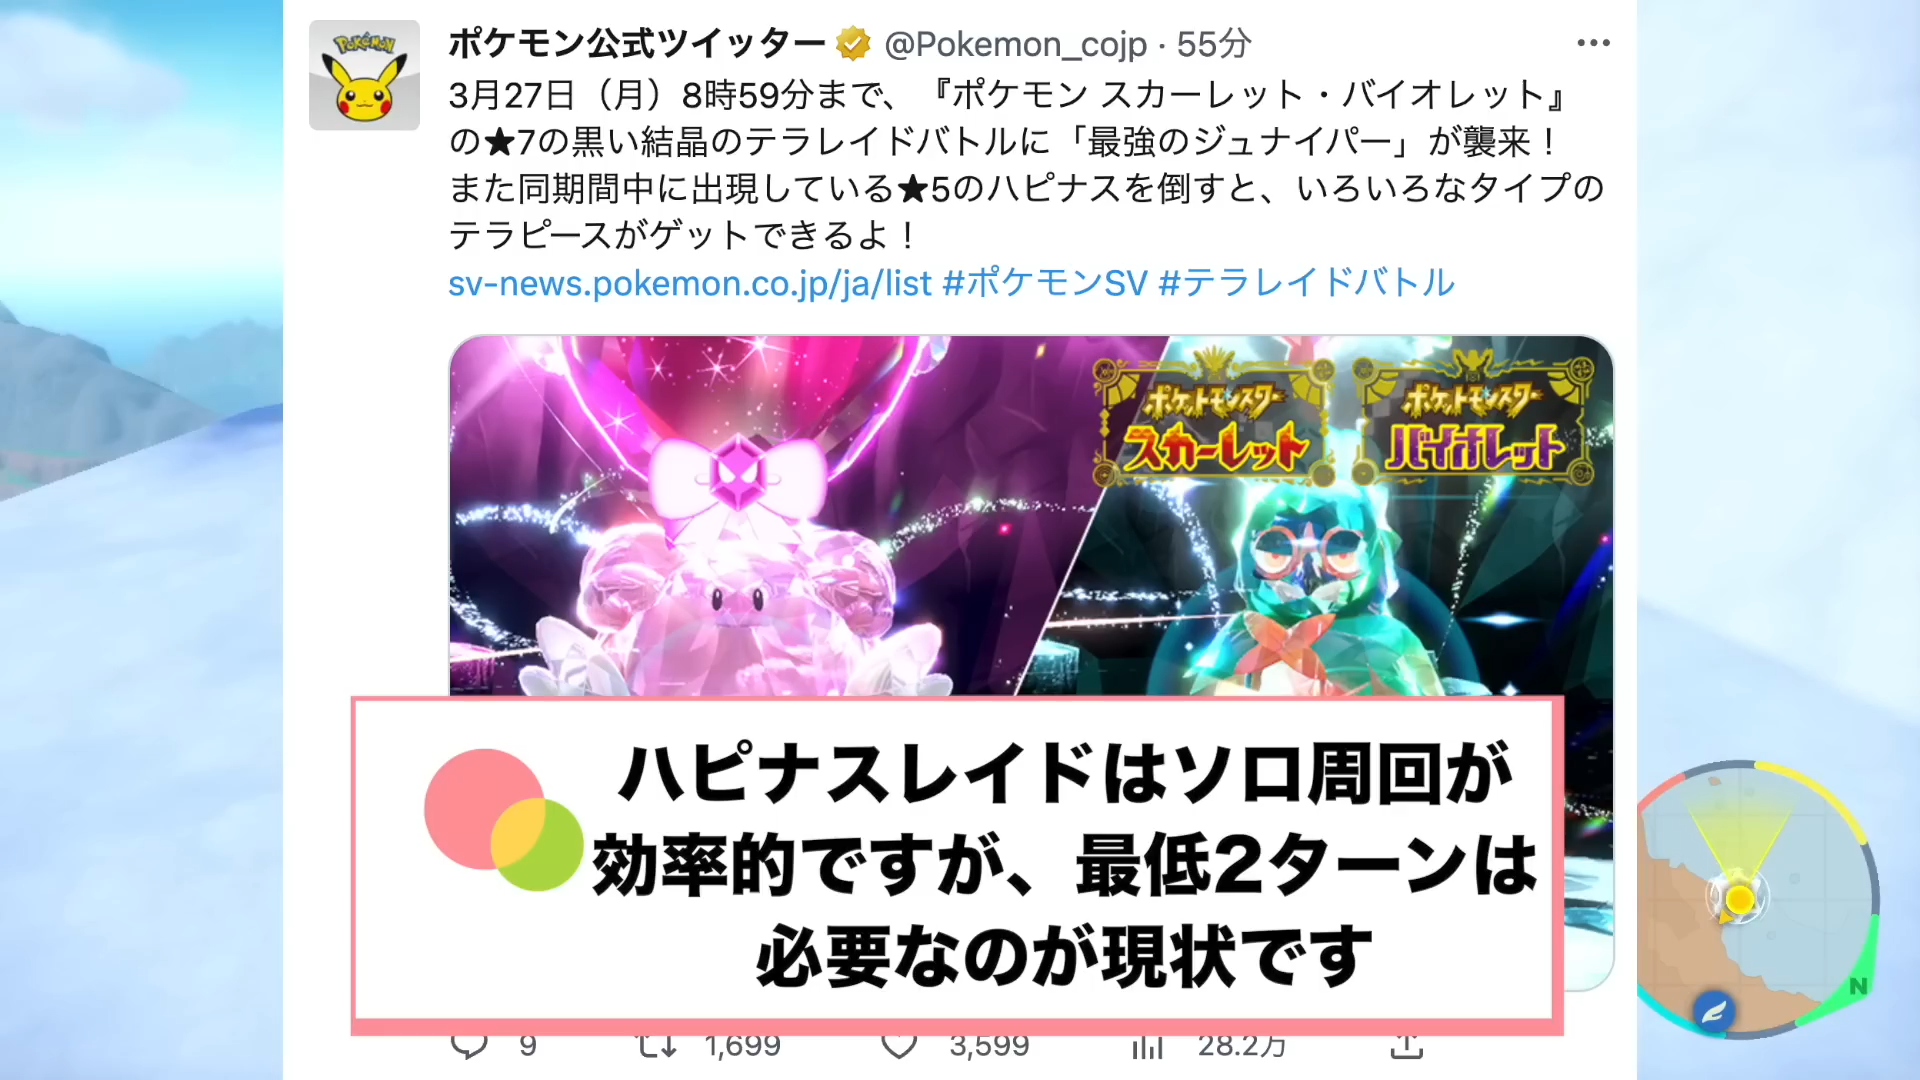 POKéMON
ポケモン公式ツイッター @Pokemon_cojp · 55分
3月27日（月）8時59分まで、『ポケモン スカーレット・バイオレット』
の★7の黒い結晶のテラレイドバトルに「最強のジュナイパー」が襲来！
また同期間中に出現している★5のハピナスを倒すと、いろいろなタイプの
テラピースがゲットできるよ！
sv-news.pokemon.co.jp/ja/list #ポケモンSV #テラレイドバトル
ポケットモンスター
スカーレット
ポケットモンスター
バイオレット
ハピナスレイドはソロ周回が
効率的ですが、最低2ターンは
必要なのが現状です
N
9 1,699 3,599 28.2万